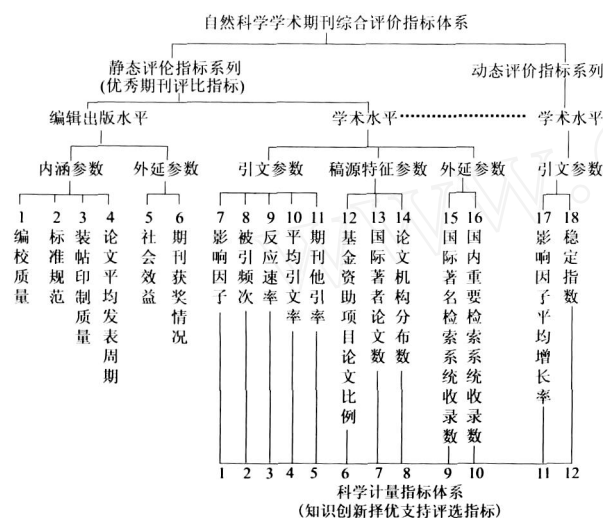 自然科学学术期刊综合评价指标体系
静态评伦指标系列
(优秀期刊评比指标)
动态评价指标系列
编辑出版水平
学术水平
学术水平
内涵参数
外延参数
引文参数
稿源特征参数
外延参数
引文参数
1 编校质量
2 标准规范
3 装帖印制质量
4 论文平均发表周期
5 社会效益
6 期刊获奖情况
7 影响因子
8 被引频次
9 反应速率
10 平均引文率
11 期刊他引率
12 基金资助项目论文比例
13 国际著者论文数
14 论文机构分布数
15 国际著名检索系统收录数
16 国内重要检索系统收录数
17 影响因子平均增长率
18 稳定指数
1 2 3 4 5 6 7 8 9 10 11 12
科学计量指标体系
(知识创新择优支持评选指标)